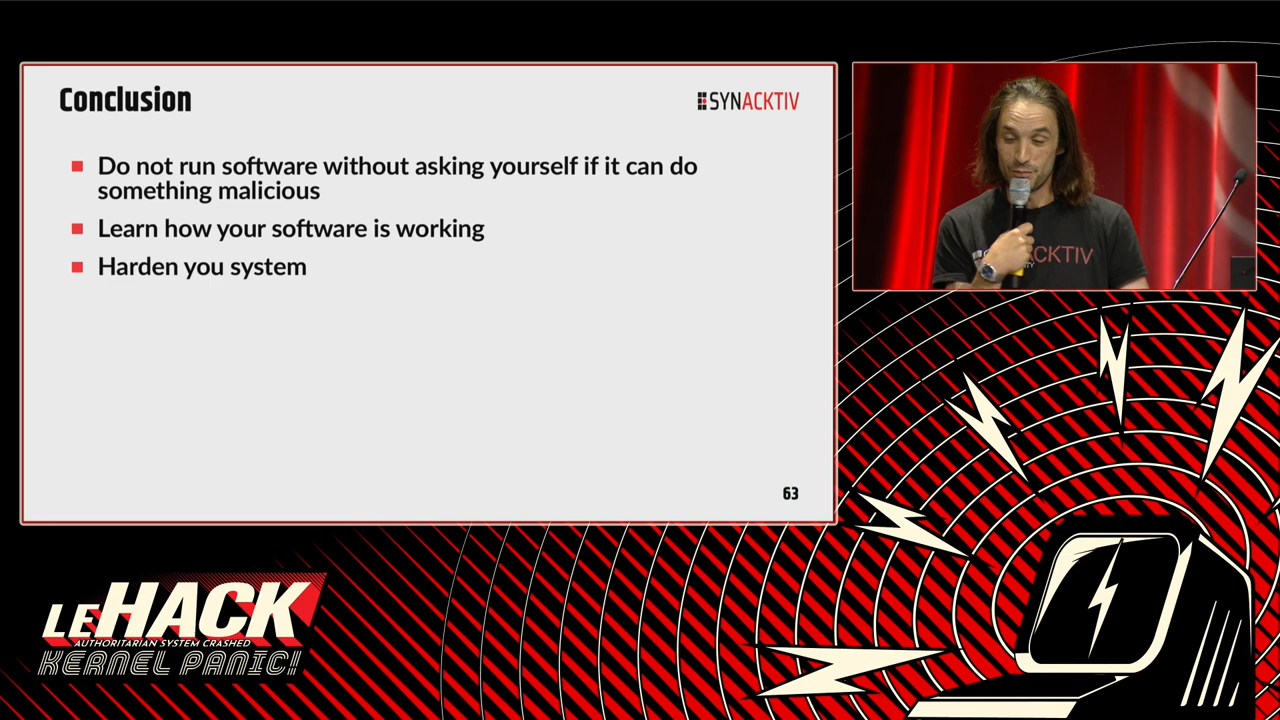 Conclusion
SYNACKTIV
Do not run software without asking yourself if it can do
something malicious
Learn how your software is working
Harden you system
63
ACKTIV
LEHACK
AUTHORITARIAN SYSTEM CRASHED
KERNEL PANIC!